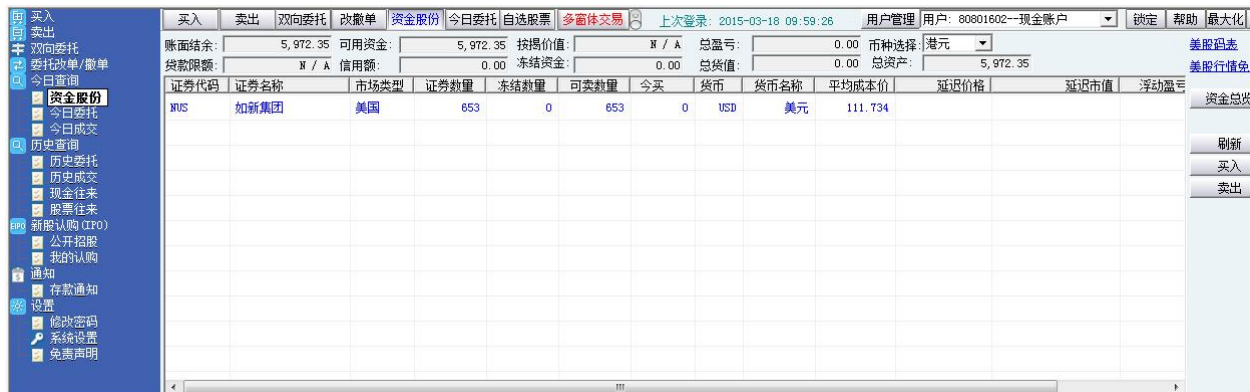 买入
卖出
双向委托
委托改单/撤单
今日查询
资金股份
今日委托
今日成交
历史查询
历史委托
历史成交
现金往来
股票往来
EIPO 新股认购(IPO)
公开招股
我的认购
通知
存款通知
设置
修改密码
系统设置
免责声明
买入 卖出 双向委托 改撤单 资金股份 今日委托 自选股票 多窗体交易 上次登录: 2015-03-18 09:59:26 用户管理 用户: 80801602--现金账户 锁定 帮助 最大化
账面结余: 5,972.35 可用资金: 5,972.35 按揭价值: N / A 总盈亏: 0.00 币种选择: 港元
贷款限额: N / A 信用额: 0.00 冻结资金: 0.00 总货值: 0.00 总资产: 5,972.35
证券代码 证券名称 市场类型 证券数量 冻结数量 可卖数量 今买 货币 货币名称 平均成本价 延迟价格 延迟市值 浮动盈亏
NUS 如新集团 美国 653 0 653 0 USD 美元 111.734
美股码表
美股行情免
资金总览
刷新
买入
卖出